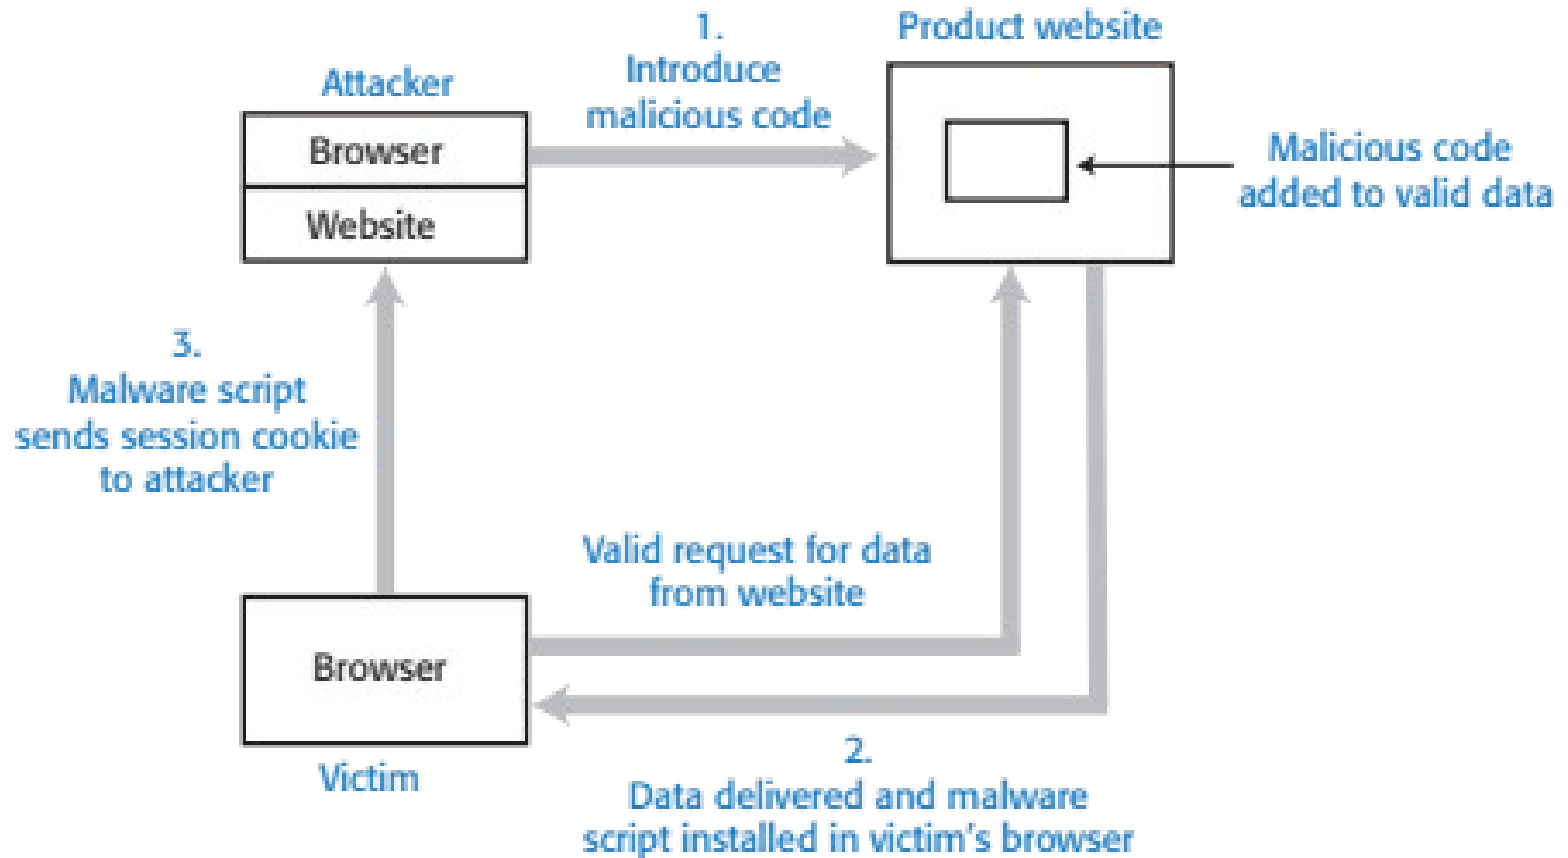 1.
Introduce
malicious code
Product website
Attacker
Browser
Website
Malicious code
added to valid data
3.
Malware script
sends session cookie
to attacker
Valid request for data
from website
Browser
Victim
2.
Data delivered and malware
script installed in victim's browser